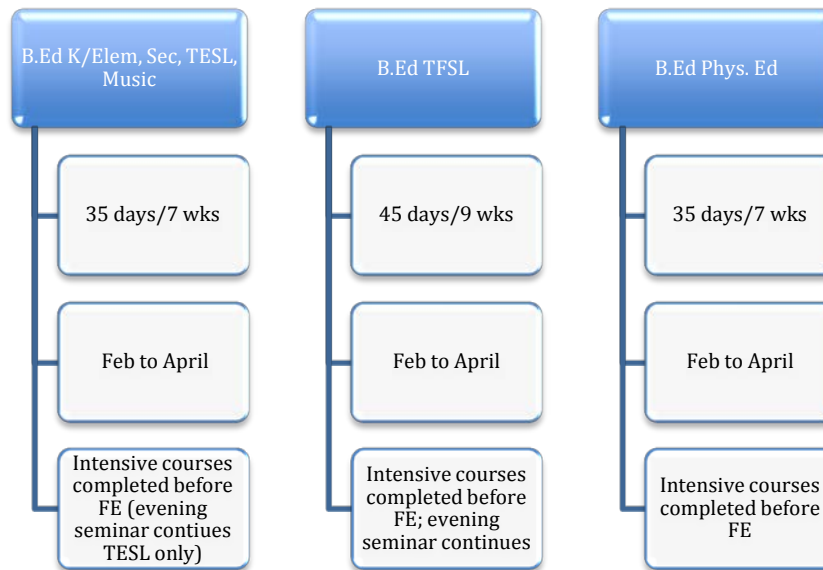 B.Ed K/Elem, Sec, TESL,
Music
35 days/7 wks
Feb to April
Intensive courses
completed before
FE (evening
seminar contiues
TESL only)
B.Ed TFSL
45 days/9 wks
Feb to April
Intensive courses
completed before
FE; evening
seminar continues
B.Ed Phys. Ed
35 days/7 wks
Feb to April
Intensive courses
completed before
FE